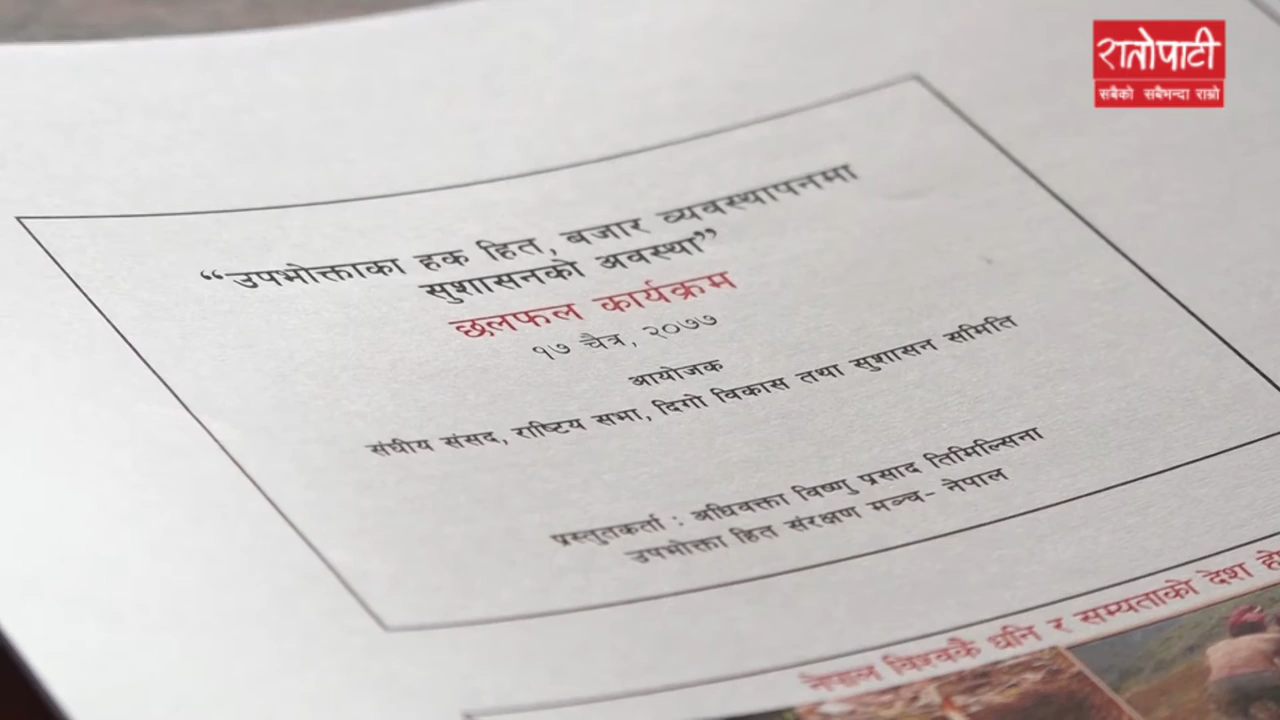 रातोपाटी
सबैको सबैभन्दा राम्रो
“उपभोक्ताका हक हित, बजार व्यवस्थापनमा
सुशासनको अवस्था”
छलफल कार्यक्रम
१७ चैत्र, २०७७
आयोजक
संघीय संसद, राष्टिय सभा, दिगो विकास तथा सुशासन समिति
प्रस्तुतकर्ता : अधिवक्ता विष्णु प्रसाद तिमिल्सिना
उपभोक्ता हित संरक्षण मञ्च- नेपाल
नेपाल विश्वकै धनि र सम्यताको देश